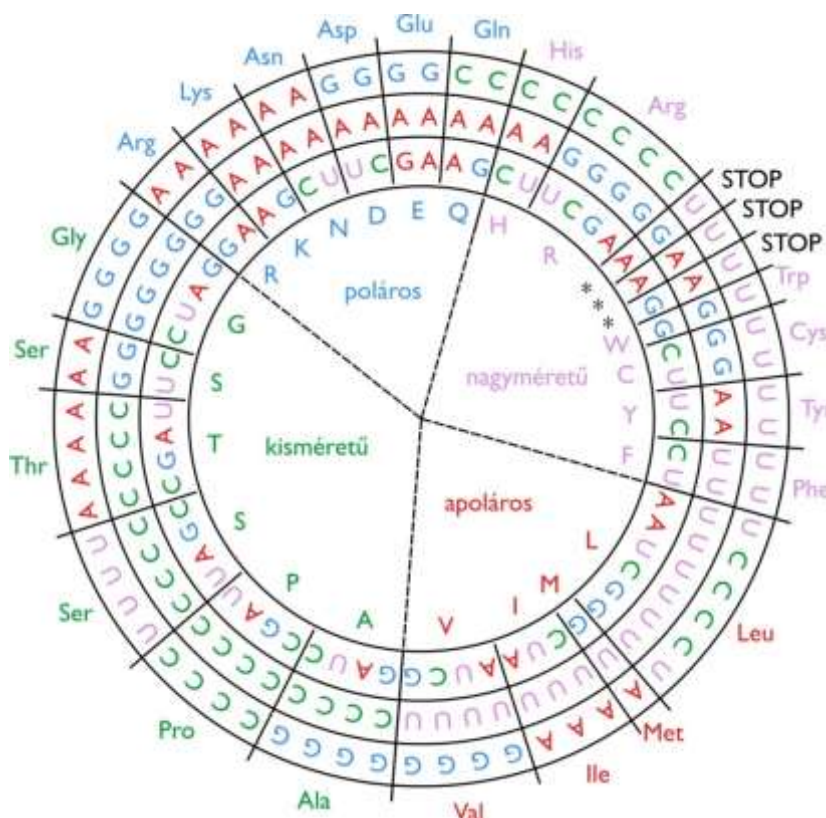 Asp
Glu
Gln
His
Arg
STOP
STOP
STOP
Trp
Cys
Tyr
Phe
Leu
Met
Ile
Val
Ala
Pro
Ser
Thr
Ser
Gly
Arg
Lys
Asn
G G G G C C C C C C C C U U U U U U U U U U U C C C C U A A A A G G G G G G G G C C C C U U U U A A A A A A G G G G A A A A A A
A A A A A A A A G G G G G A A G G G A A U U U U U U U U U U U U U U U U C C C C C C C C C C C C C C C C G G G G G G G G A A A A
U C G A A G C U U C G A A A G G C U U C C U A A U C G G G C U A A U C G G A U C C G A U U A G C C G A U U C C U A G G A A G C U
R
K
N
D
E
Q
H
R
*
*
*
W
C
Y
F
L
M
I
V
A
P
S
T
S
G
poláros
nagyméretű
kisméretű
apoláros